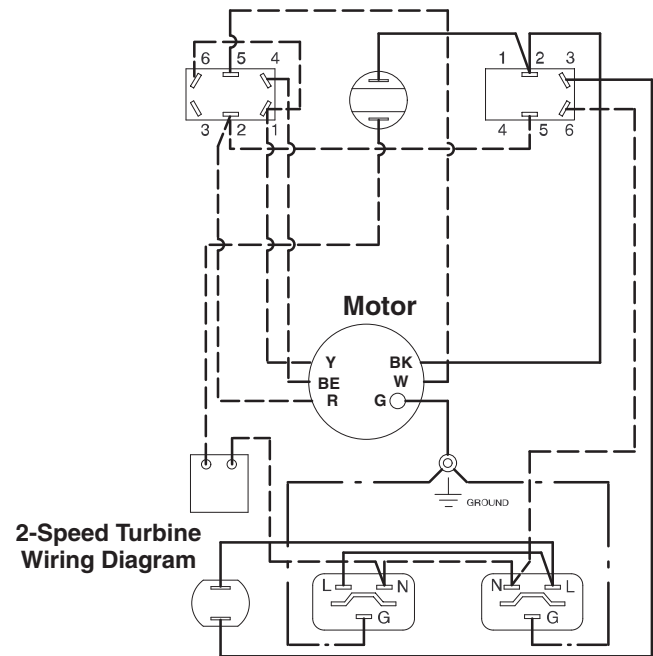 6 5 4
1 2 3
3 2 1
4 5 6
Motor
Y BK
BE W
R G
GROUND
2-Speed Turbine
Wiring Diagram
L N
N L
G
G